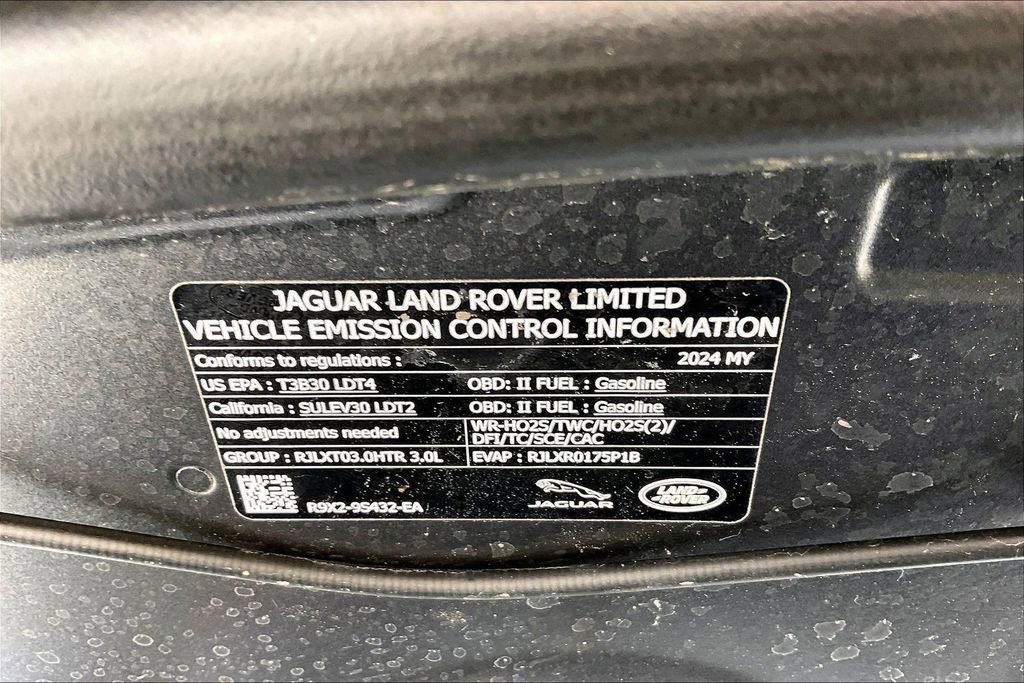 JAGUAR LAND ROVER LIMITED
VEHICLE EMISSION CONTROL INFORMATION
Conforms to regulations : 2024 MY
US EPA : T3B30 LDT4 OBD: II FUEL : Gasoline
California : SULEV30 LDT2 OBD: II FUEL : Gasoline
No adjustments needed WR-HO2S/TWC/HO2S(2)/
DFI/TC/SCE/CAC
GROUP : RJLXT03.0HTR 3.0L EVAP : RJLXR0175P1B
R9X2-9S432-EA JAGUAR LAND ROVER